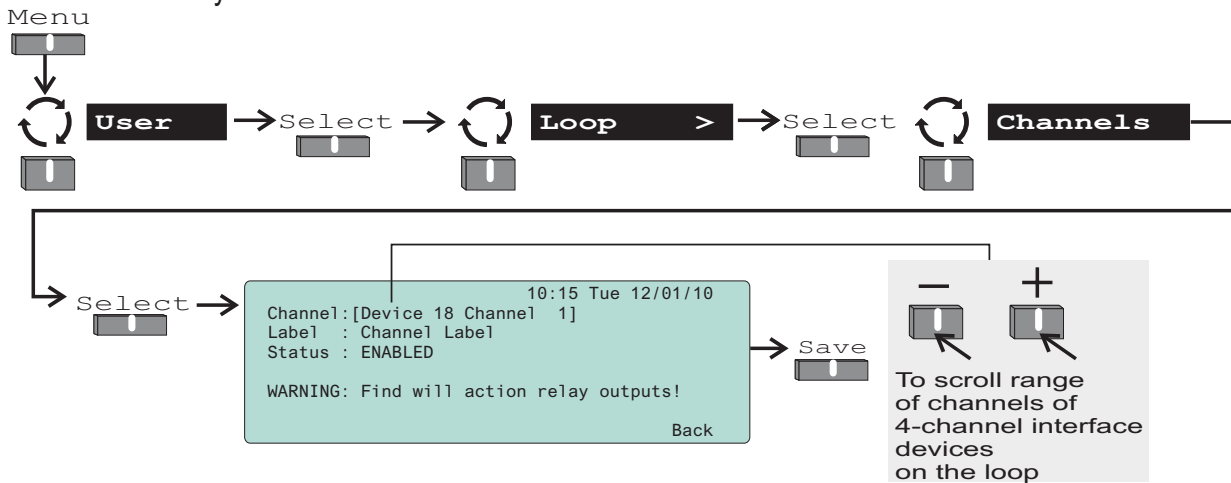 Menu
User
Select
Loop >
Select
Channels
Select
10:15 Tue 12/01/10
Channel:[Device 18 Channel 1]
Label : Channel Label
Status : ENABLED
WARNING: Find will action relay outputs!
Back
Save
– +
To scroll range
of channels of
4-channel interface
devices
on the loop